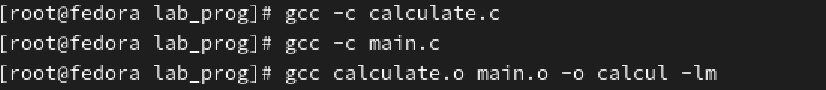 [root@fedora lab_prog]# gcc -c calculate.c
[root@fedora lab_prog]# gcc -c main.c
[root@fedora lab_prog]# gcc calculate.o main.o -o calcul -lm